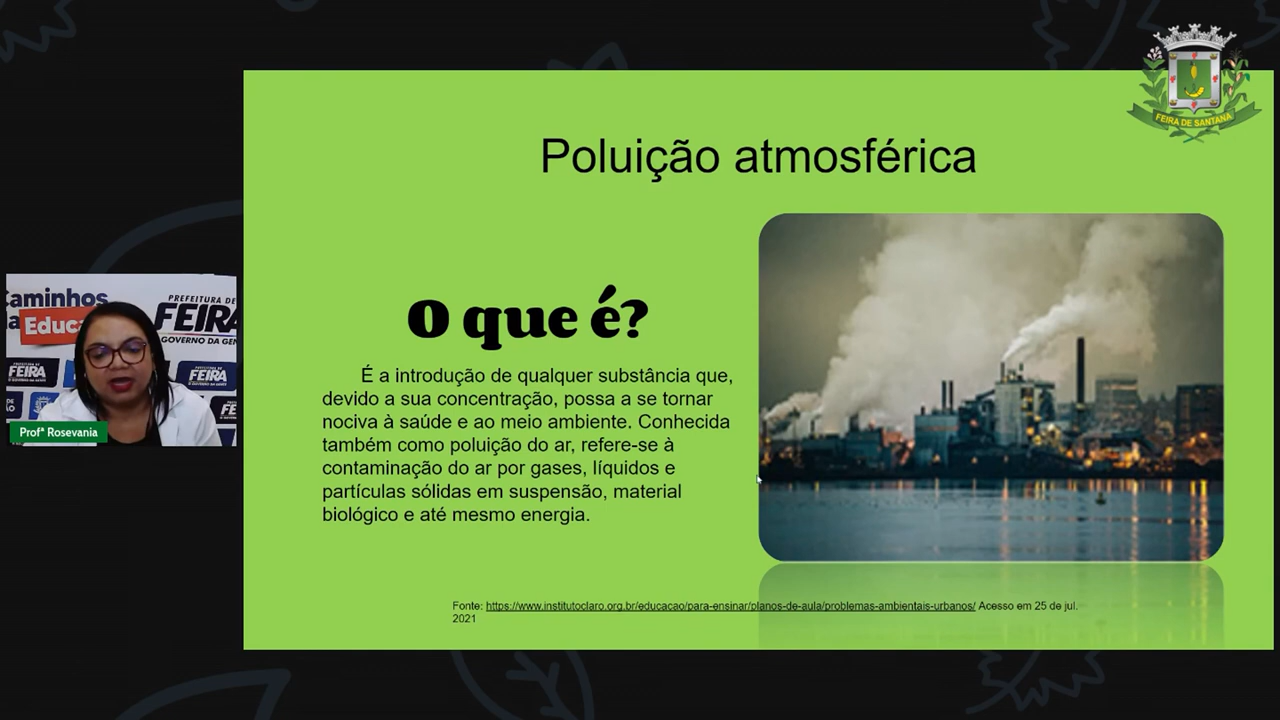 FEIRA DE SANTANA
Poluição atmosférica
O que é?
É a introdução de qualquer substância que,
devido a sua concentração, possa a se tornar
nociva à saúde e ao meio ambiente. Conhecida
também como poluição do ar, refere-se à
contaminação do ar por gases, líquidos e
partículas sólidas em suspensão, material
biológico e até mesmo energia.
Fonte: https://www.institutoclaro.org.br/educacao/para-ensinar/planos-de-aula/problemas-ambientais-urbanos/ Acesso em 25 de jul.
2021
aminhos
Educa
PREFEITURA DE
FEIRA
GOVERNO DA GEN
FEIRA
FEIRA
Profª Rosevania